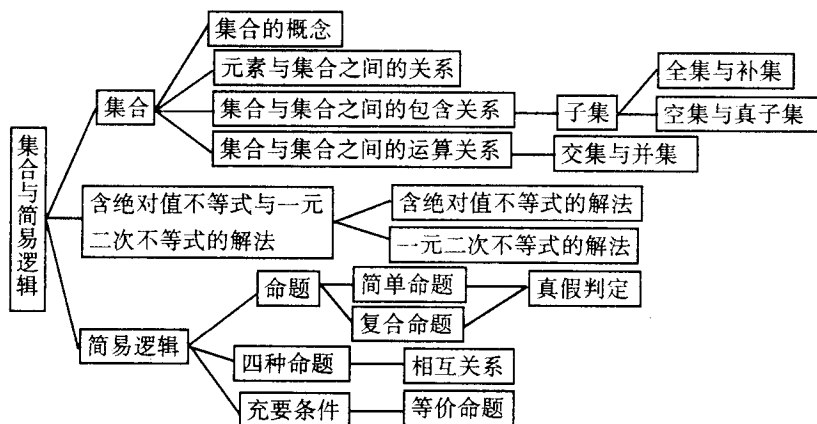 集合与简易逻辑
集合
集合的概念
元素与集合之间的关系
集合与集合之间的包含关系
子集
全集与补集
空集与真子集
集合与集合之间的运算关系
交集与并集
含绝对值不等式与一元
二次不等式的解法
含绝对值不等式的解法
一元二次不等式的解法
简易逻辑
命题
简单命题
复合命题
真假判定
四种命题
相互关系
充要条件
等价命题